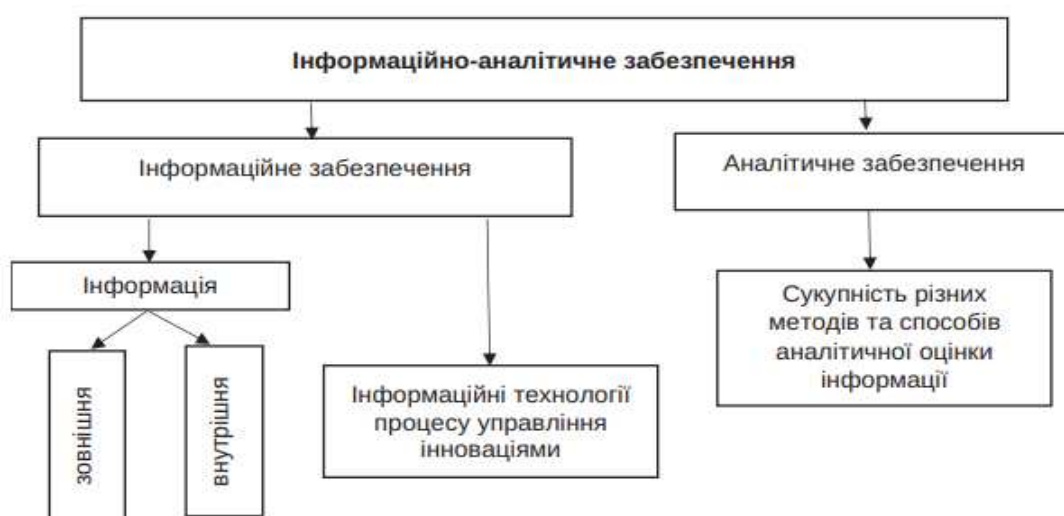 Інформаційно-аналітичне забезпечення
Інформаційне забезпечення
Аналітичне забезпечення
Інформація
зовнішня
внутрішня
Інформаційні технології
процесу управління
інноваціями
Сукупність різних
методів та способів
аналітичної оцінки
інформації